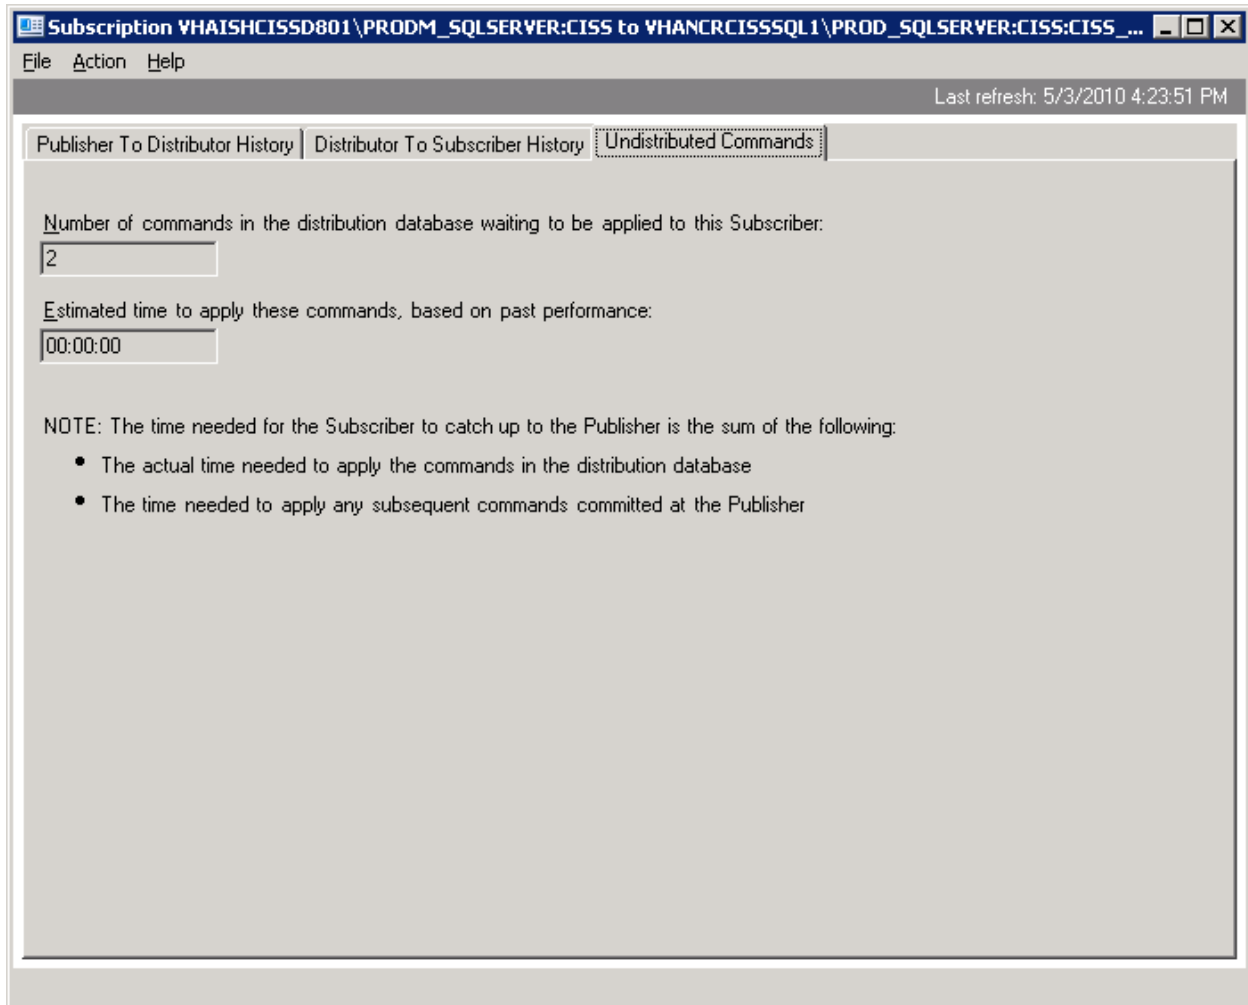 Subscription VHAISHCISSD801\PRODM_SQLSERVER:CISS to VHANCRCISSSQL1\PROD_SQLSERVER:CISS:CISS_...
File Action Help
Last refresh: 5/3/2010 4:23:51 PM
Publisher To Distributor History Distributor To Subscriber History Undistributed Commands
Number of commands in the distribution database waiting to be applied to this Subscriber:
2
Estimated time to apply these commands, based on past performance:
00:00:00
NOTE: The time needed for the Subscriber to catch up to the Publisher is the sum of the following:
• The actual time needed to apply the commands in the distribution database
• The time needed to apply any subsequent commands committed at the Publisher